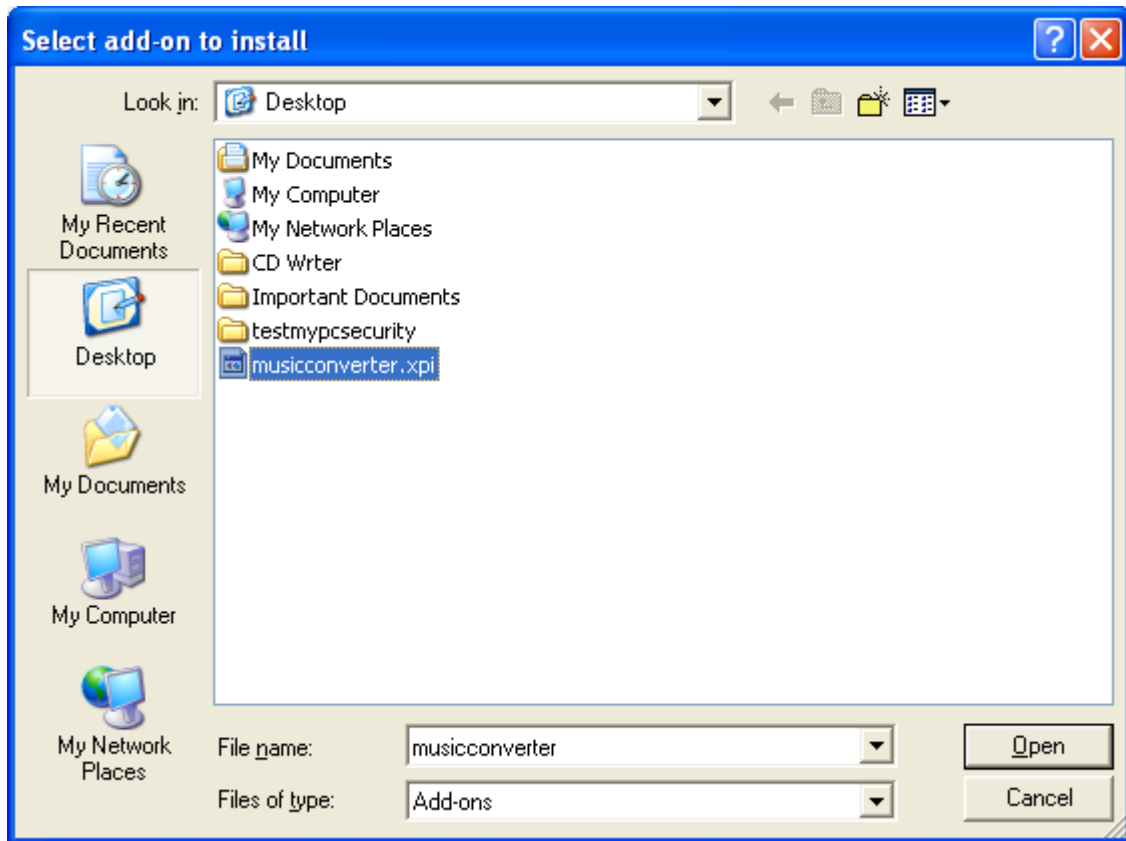 Select add-on to install
Look in:
Desktop
My Recent
Documents
Desktop
My Documents
My Computer
My Network
Places
My Documents
My Computer
My Network Places
CD Wrter
Important Documents
testmypcsecurity
musicconverter.xpi
File name:
musicconverter
Open
Files of type:
Add-ons
Cancel